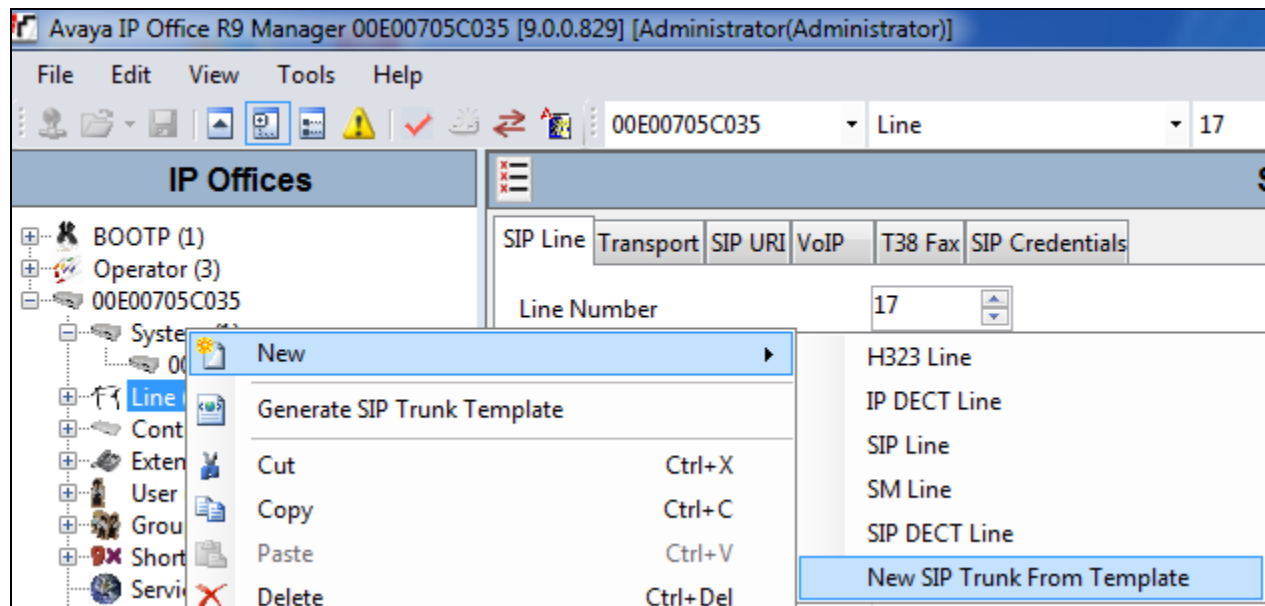 Avaya IP Office R9 Manager 00E00705C035 [9.0.0.829] [Administrator(Administrator)]
File Edit View Tools Help
00E00705C035 Line 17
IP Offices
BOOTP (1)
Operator (3)
00E00705C035
Line
SIP Line Transport SIP URI VoIP T38 Fax SIP Credentials
Line Number 17
New
Generate SIP Trunk Template
Cut Ctrl+X
Copy Ctrl+C
Paste Ctrl+V
Delete Ctrl+Del
H323 Line
IP DECT Line
SIP Line
SM Line
SIP DECT Line
New SIP Trunk From Template
User